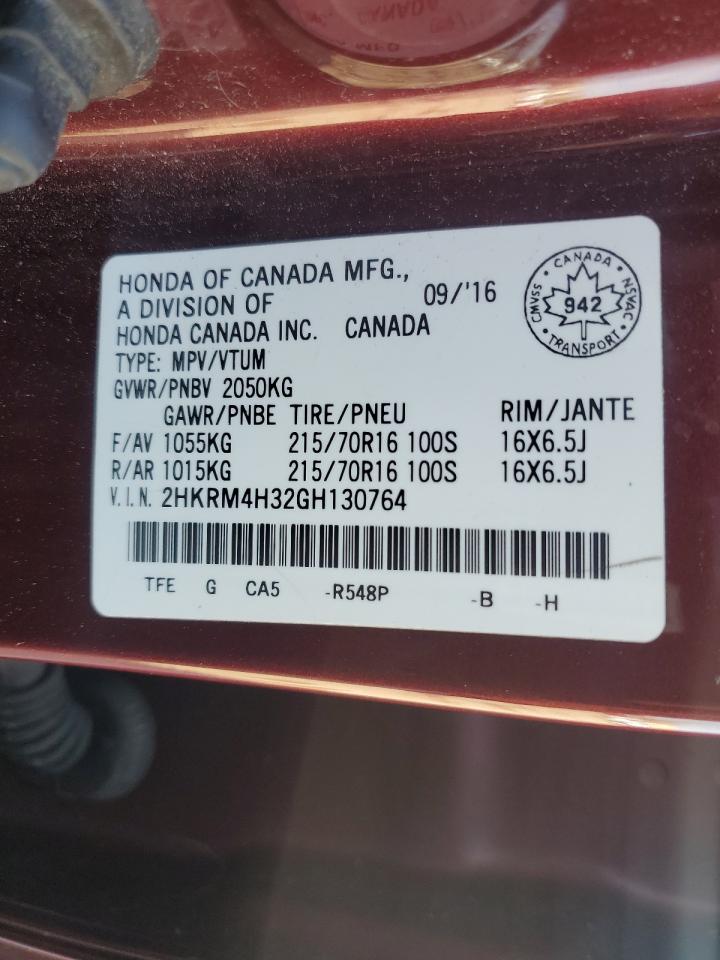 CANADA
HONDA OF CANADA MFG.,
A DIVISION OF 09/'16
HONDA CANADA INC. CANADA
TYPE: MPV/VTUM
GVWR/PNBV 2050KG
GAWR/PNBE TIRE/PNEU RIM/JANTE
F/AV 1055KG 215/70R16 100S 16X6.5J
R/AR 1015KG 215/70R16 100S 16X6.5J
V.I.N. 2HKRM4H32GH130764
TFE G CA5 -R548P -B -H
CANADA
CMVSS 942 NSVAC
TRANSPORT